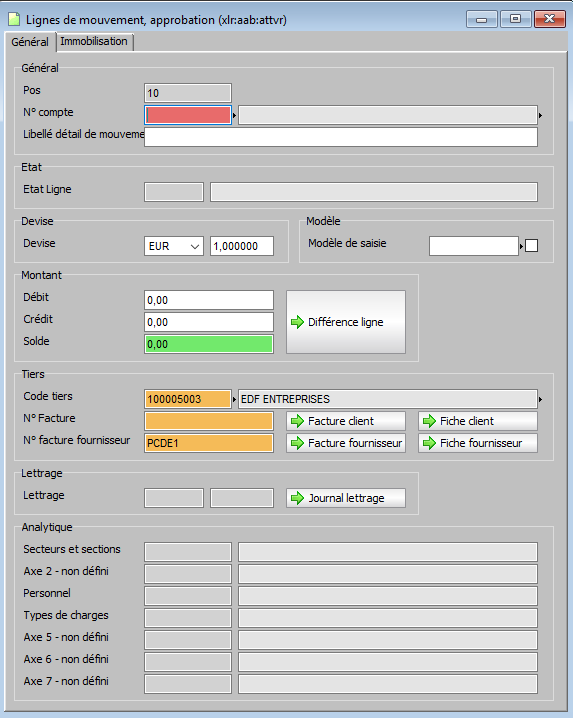 Lignes de mouvement, approbation (xlr:aab:attvr)
Général Immobilisation
Général
Pos 10
N° compte
Libellé détail de mouveme
Etat
Etat Ligne
Devise
Devise EUR 1,000000
Modèle
Modèle de saisie
Montant
Débit 0,00
Crédit 0,00
Solde 0,00
Différence ligne
Tiers
Code tiers 100005003 EDF ENTREPRISES
N° Facture Facture client Fiche client
N° facture fournisseur PCDE1 Facture fournisseur Fiche fournisseur
Lettrage
Lettrage Journal lettrage
Analytique
Secteurs et sections
Axe 2 - non défini
Personnel
Types de charges
Axe 5 - non défini
Axe 6 - non défini
Axe 7 - non défini